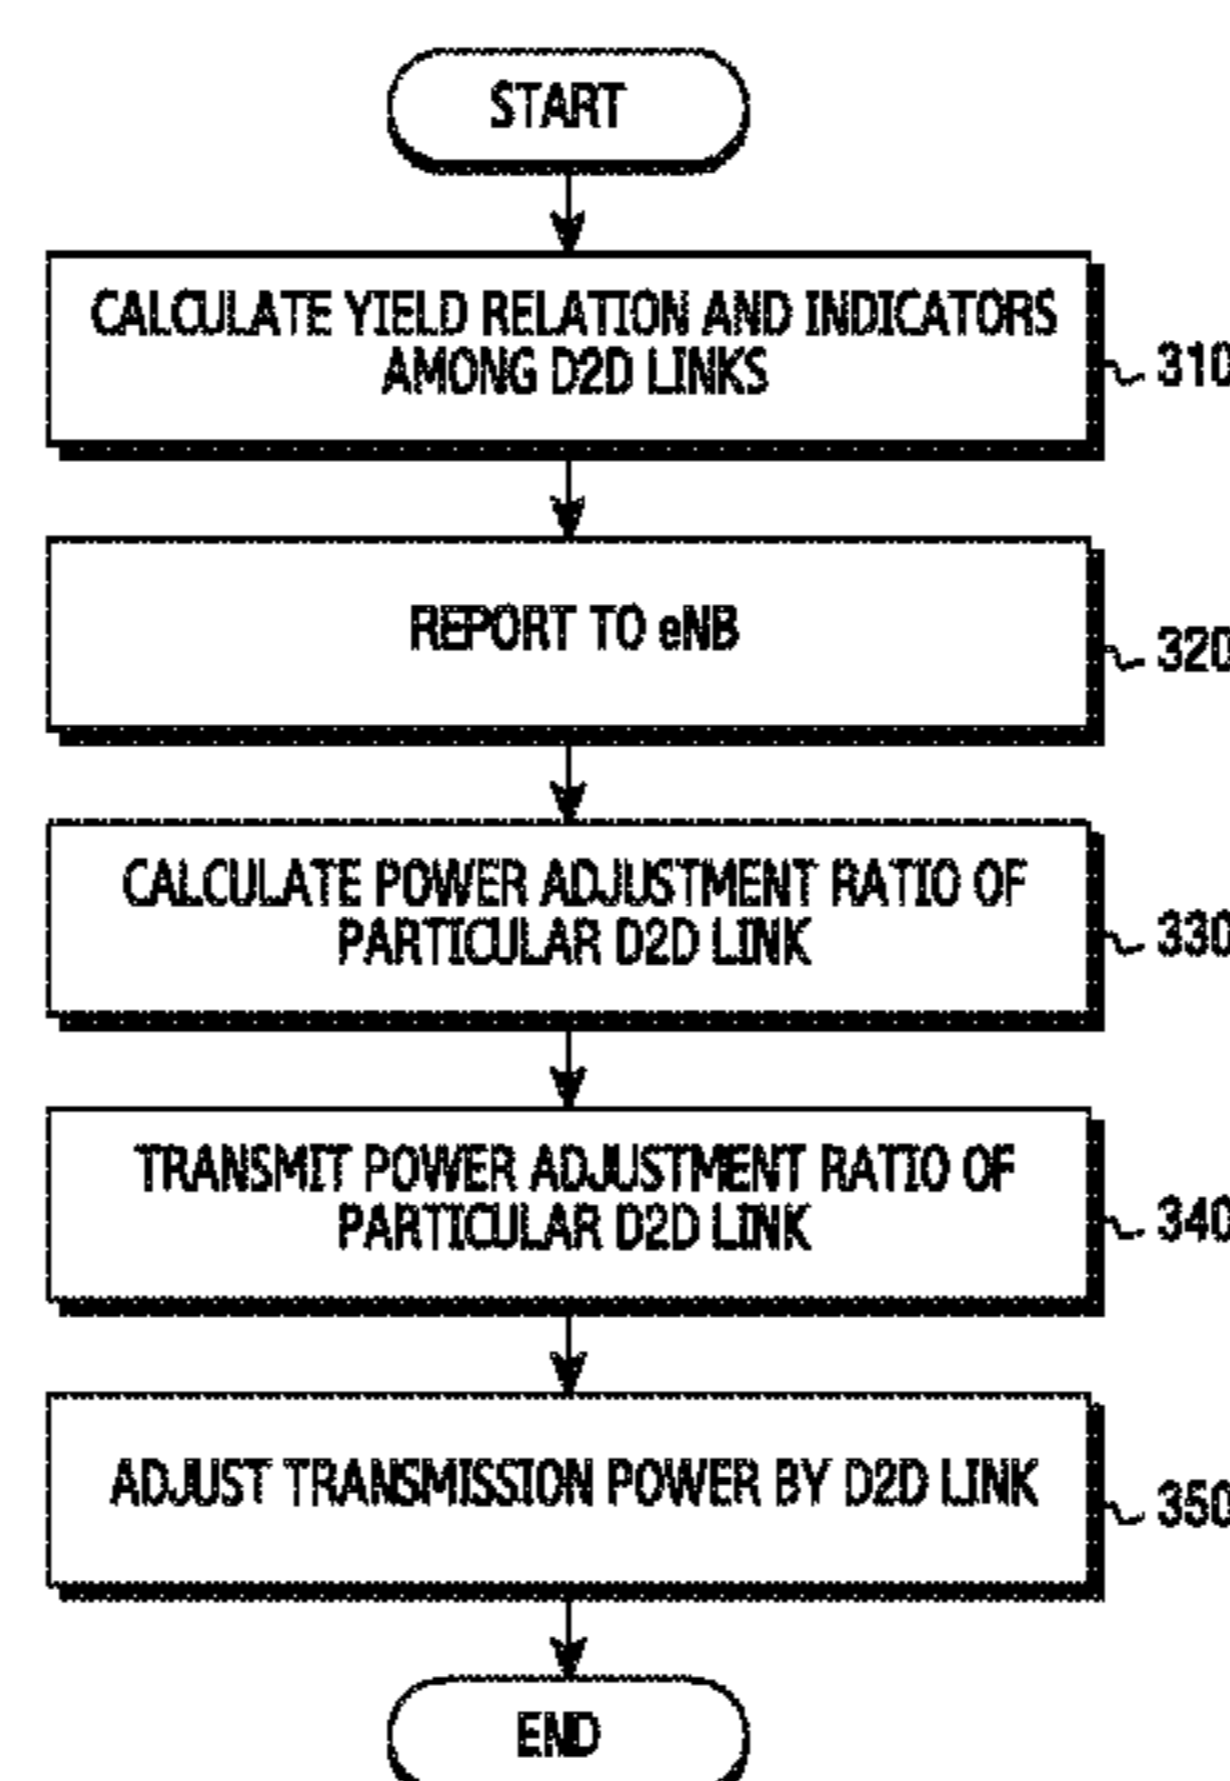 START
CALCULATE YIELD RELATION AND INDICATORS
AMONG D2D LINKS
310
REPORT TO eNB
320
CALCULATE POWER ADJUSTMENT RATIO OF
PARTICULAR D2D LINK
330
TRANSMIT POWER ADJUSTMENT RATIO OF
PARTICULAR D2D LINK
340
ADJUST TRANSMISSION POWER BY D2D LINK
350
END